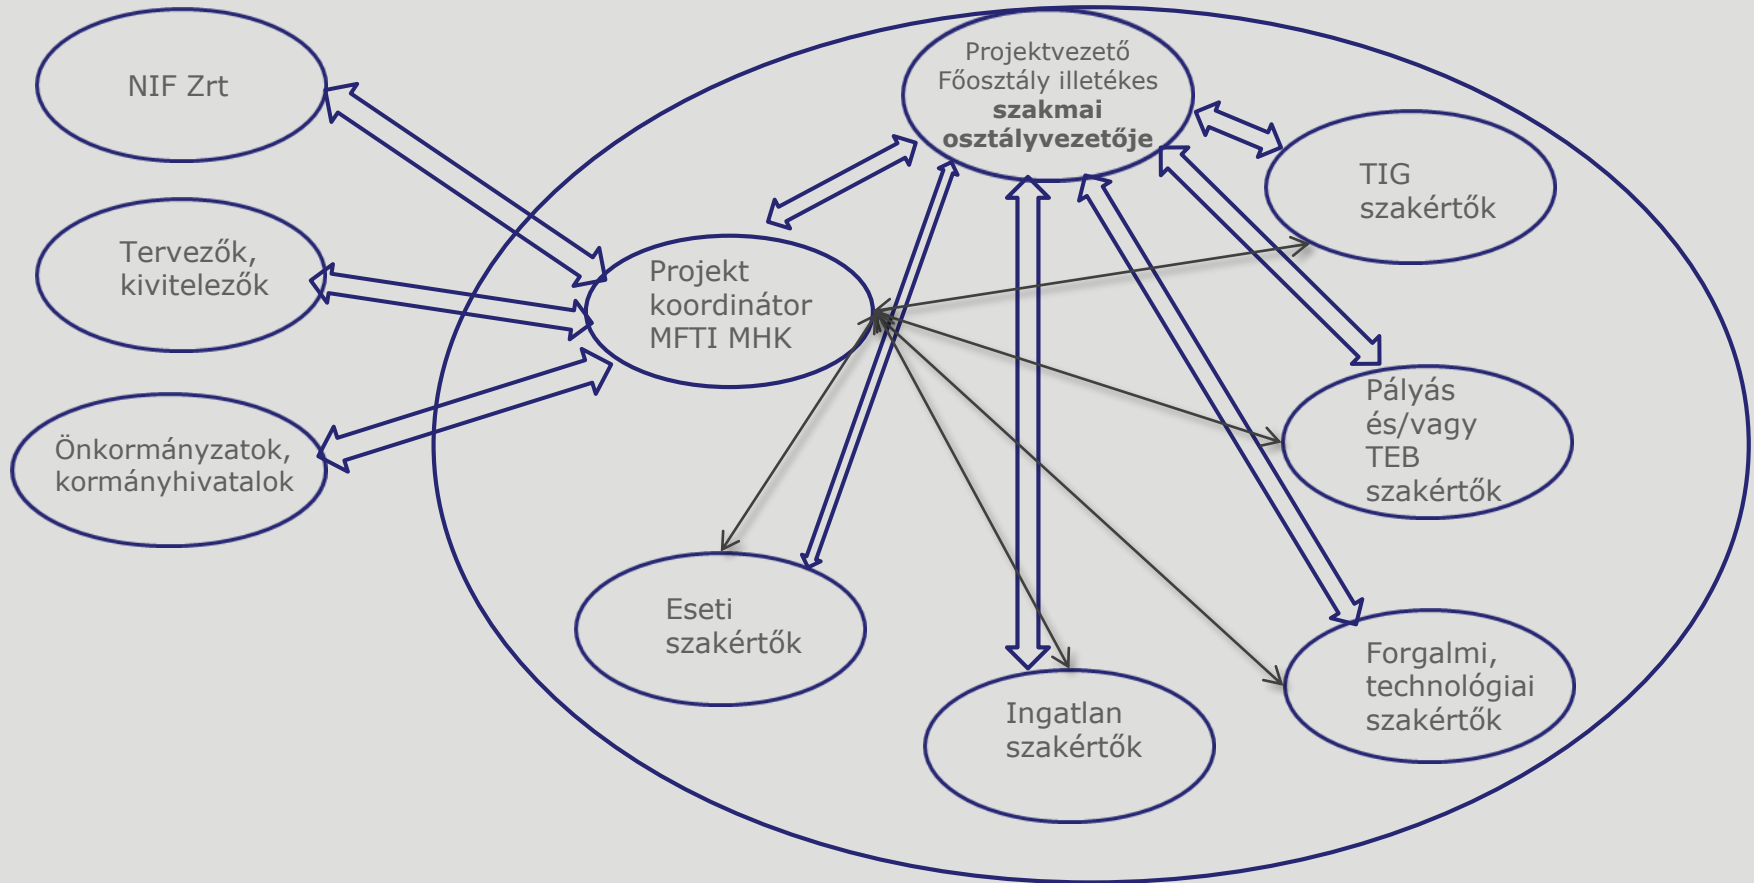 NIF Zrt
Tervezők,
kivitelezők
Önkormányzatok,
kormányhivatalok
Projekt
koordinátor
MFTI MHK
Projektvezető
Főosztály illetékes
szakmai
osztályvezetője
TIG
szakértők
Pályás
és/vagy
TEB
szakértők
Forgalmi,
technológiai
szakértők
Ingatlan
szakértők
Eseti
szakértők